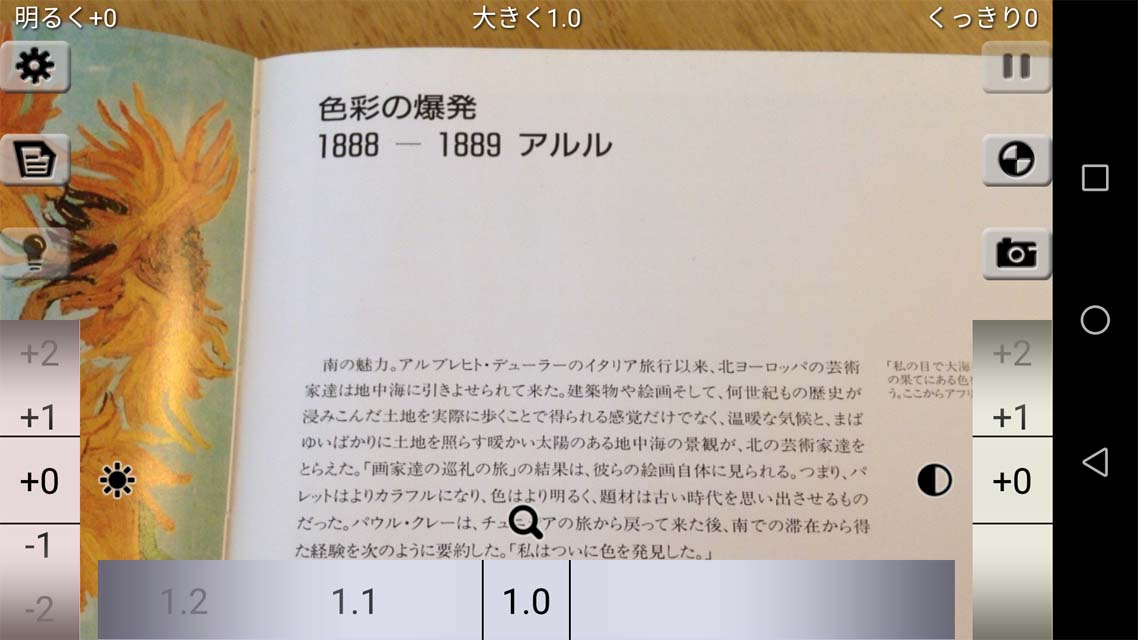 明るく+0
大きく1.0
くっきり0
色彩の爆発
1888 — 1889 アルル
南の魅力。アルブレヒト・デューラーのイタリア旅行以来、北ヨーロッパの芸術
家達は地中海に引きよせられて来た。建築物や絵画そして、何世紀もの歴史が
浸みこんだ土地を実際に歩くことで得られる感覚だけでなく、温暖な気候と、まば
ゆいばかりに土地を照らす暖かい太陽のある地中海の景観が、北の芸術家達を
とらえた。「画家達の巡礼の旅」の結果は、彼らの絵画自体に見られる。つまり、パ
レットはよりカラフルになり、色はより明るく、題材は古い時代を思い出させるもの
だった。パウル・クレーは、チュニジアの旅から戻って来た後、南での滞在から得
た経験を次のように要約した。「私はついに色を発見した。」
「私の目で大海
の果てにある色
う。ここからアフリ
+2
+1
+0
-1
-2
+2
+1
+0
1.2
1.1
1.0